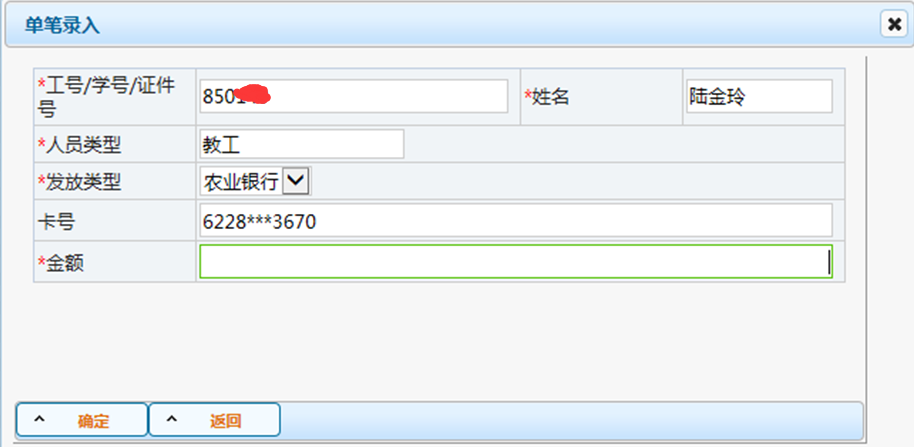 单笔录入
*工号/学号/证件
号
8501
*姓名
陆金玲
*人员类型
教工
*发放类型
农业银行
卡号
6228***3670
*金额
确定
返回